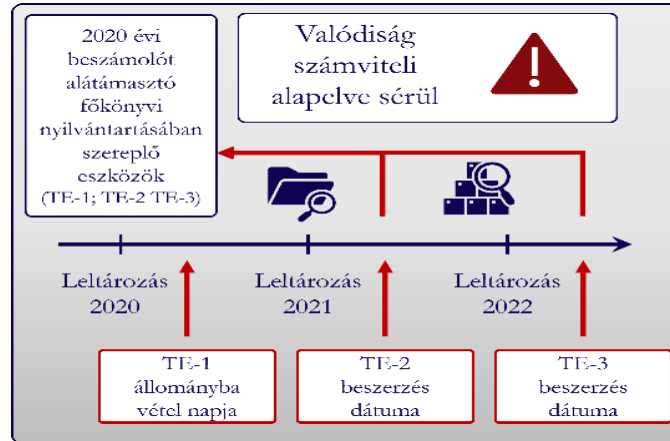 2020 évi
beszámolót
alátámasztó
főkönyvi
nyilvántartásában
szereplő
eszközök
(TE-1; TE-2 TE-3)
Valódiság
számviteli
alapelve sérül
Leltározás
2020
Leltározás
2021
Leltározás
2022
TE-1
állományba
vétel napja
TE-2
beszerzés
dátuma
TE-3
beszerzés
dátuma